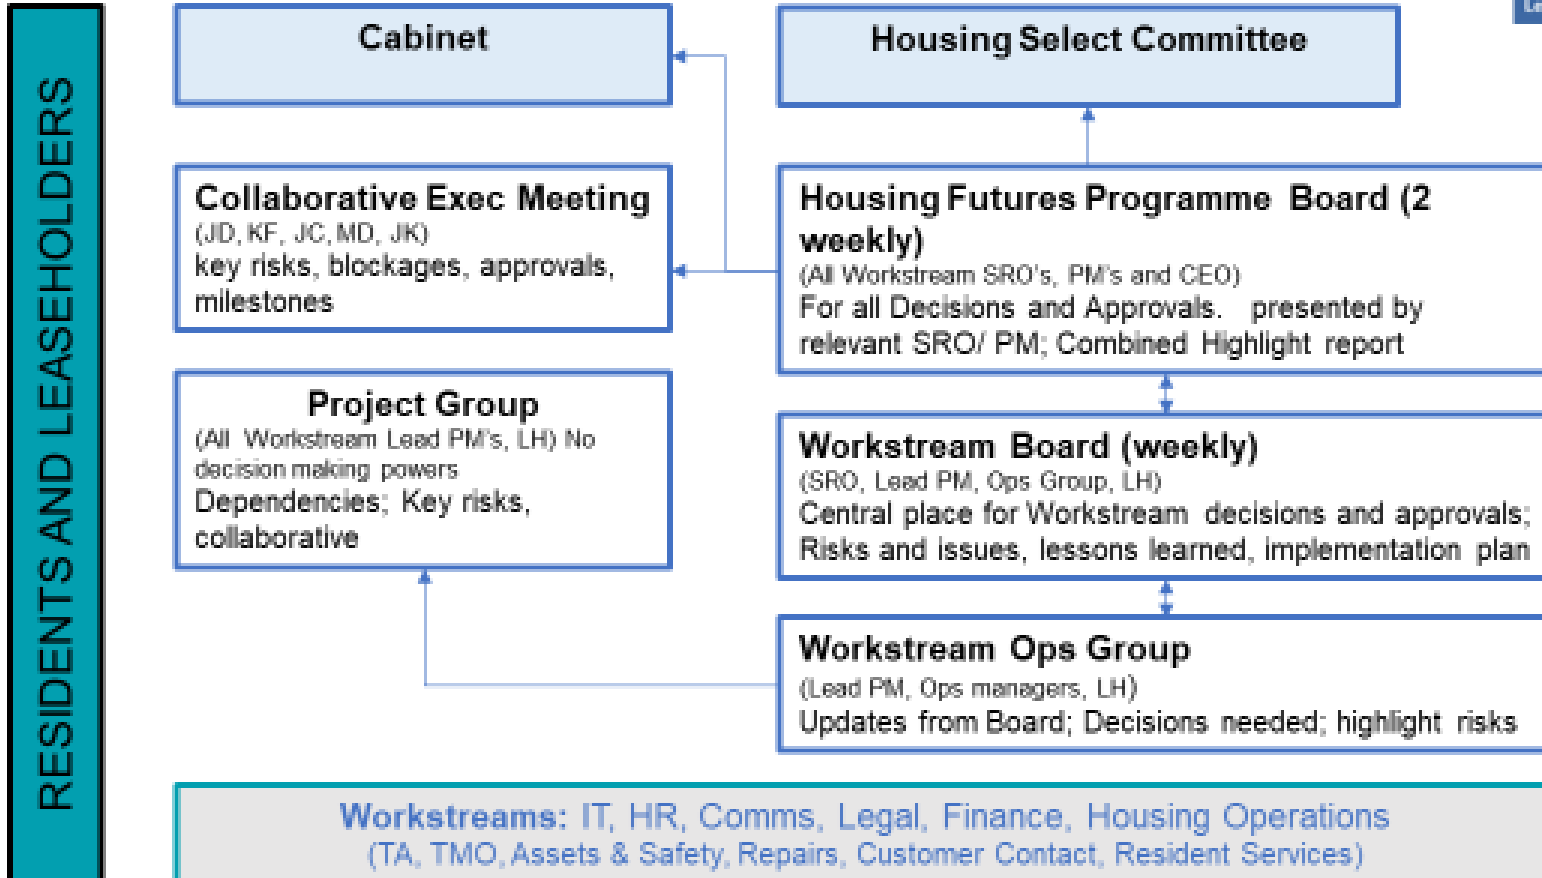 RESIDENTS AND LEASEHOLDERS
Cabinet
Housing Select Committee
Collaborative Exec Meeting
(JD, KF, JC, MD, JK)
key risks, blockages, approvals,
milestones
Housing Futures Programme Board (2
weekly)
(All Workstream SRO's, PM's and CEO)
For all Decisions and Approvals. presented by
relevant SRO/ PM; Combined Highlight report
Project Group
(All Workstream Lead PM's, LH) No
decision making powers
Dependencies; Key risks,
collaborative
Workstream Board (weekly)
(SRO, Lead PM, Ops Group, LH)
Central place for Workstream decisions and approvals;
Risks and issues, lessons learned, implementation plan
Workstream Ops Group
(Lead PM, Ops managers, LH)
Updates from Board; Decisions needed; highlight risks
Workstreams: IT, HR, Comms, Legal, Finance, Housing Operations
(TA, TMO, Assets & Safety, Repairs, Customer Contact, Resident Services)